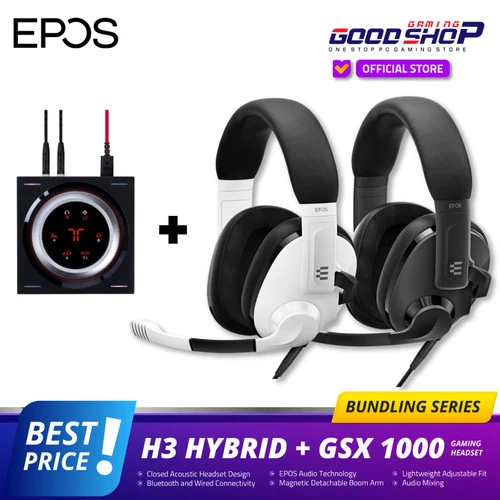 EPOS
GAMING
GOODSHOP
ONE STOP PC GAMING STORE
OFFICIAL STORE
EPOS
EPOS
BUNDLING SERIES
BEST
PRICE!
H3 HYBRID + GSX 1000
GAMING
HEADSET
• Closed Acoustic Headset Design
• Bluetooth and Wired Connectivity
• EPOS Audio Technology
• Magnetic Detachable Boom Arm
• Lightweight Adjustable Fit
• Audio Mixing